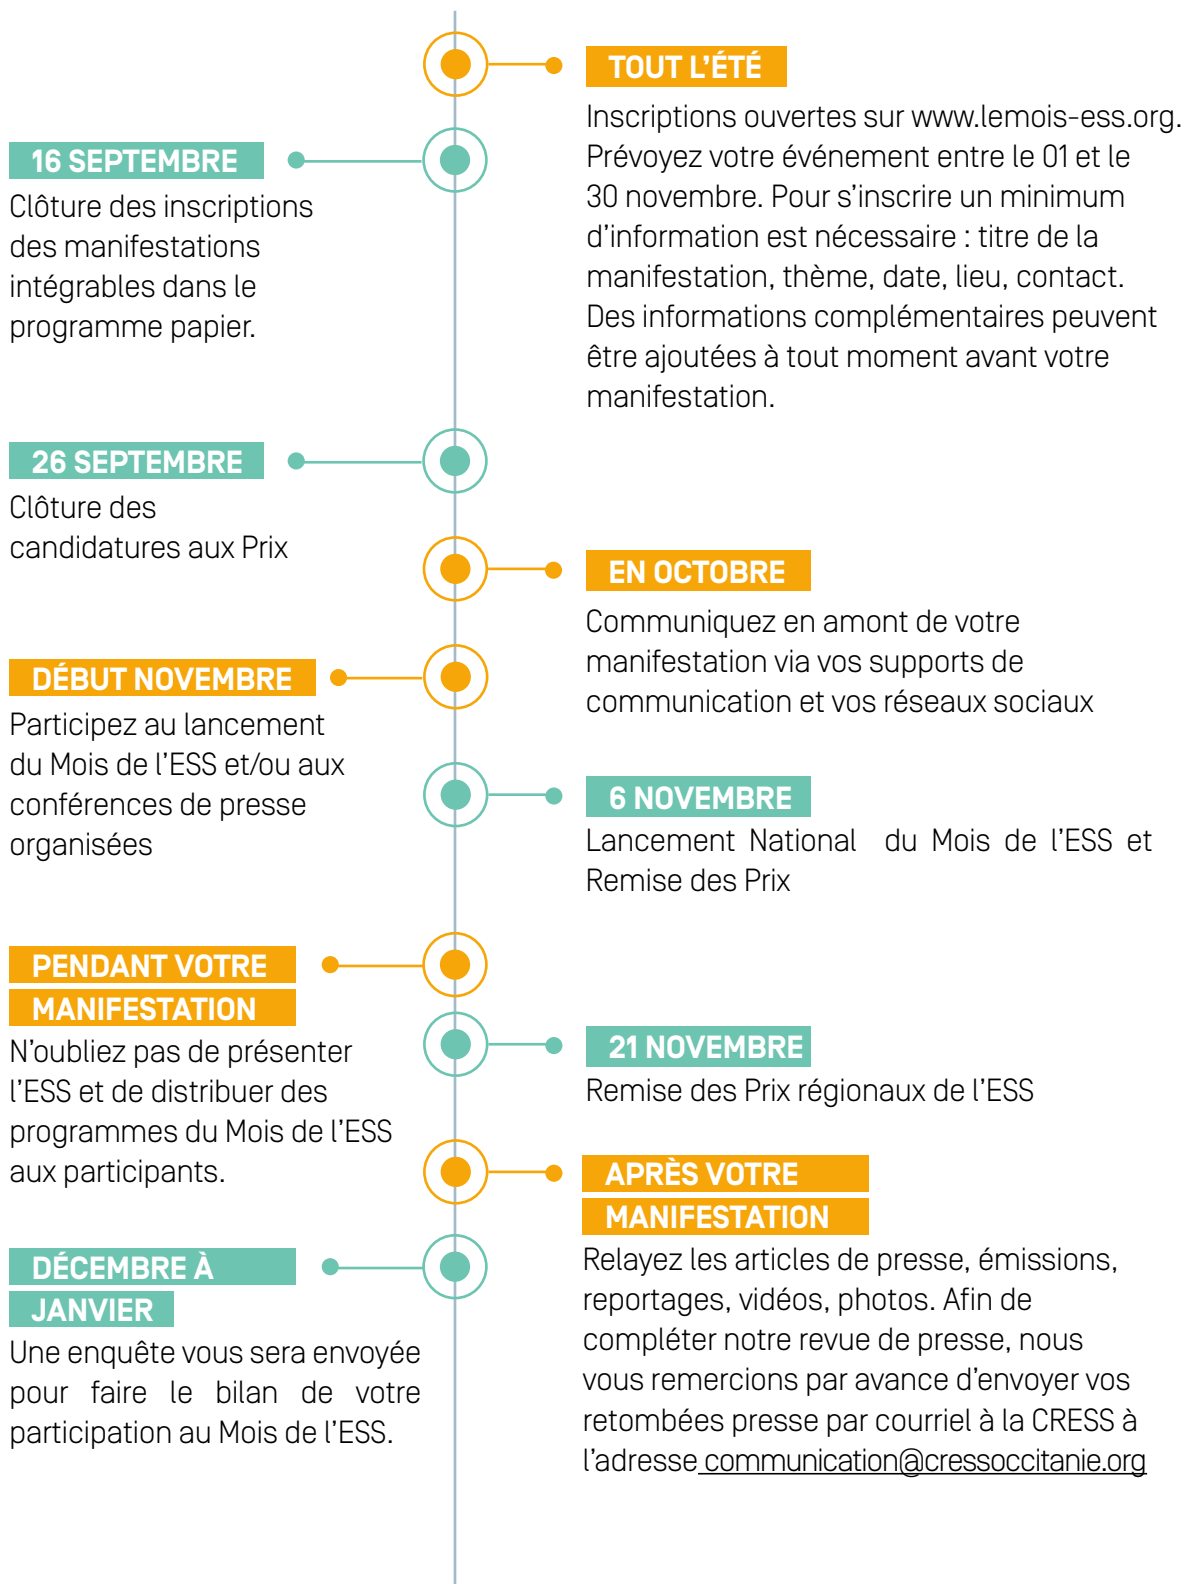 TOUT L'ÉTÉ
Inscriptions ouvertes sur www.lemois-ess.org.
Prévoyez votre événement entre le 01 et le
30 novembre. Pour s'inscrire un minimum
d'information est nécessaire : titre de la
manifestation, thème, date, lieu, contact.
Des informations complémentaires peuvent
être ajoutées à tout moment avant votre
manifestation.
16 SEPTEMBRE
Clôture des inscriptions
des manifestations
intégrables dans le
programme papier.
26 SEPTEMBRE
Clôture des
candidatures aux Prix
EN OCTOBRE
Communiquez en amont de votre
manifestation via vos supports de
communication et vos réseaux sociaux
DÉBUT NOVEMBRE
Participez au lancement
du Mois de l'ESS et/ou aux
conférences de presse
organisées
6 NOVEMBRE
Lancement National du Mois de l'ESS et
Remise des Prix
PENDANT VOTRE
MANIFESTATION
N'oubliez pas de présenter
l'ESS et de distribuer des
programmes du Mois de l'ESS
aux participants.
21 NOVEMBRE
Remise des Prix régionaux de l'ESS
APRÈS VOTRE
MANIFESTATION
Relayez les articles de presse, émissions,
reportages, vidéos, photos. Afin de
compléter notre revue de presse, nous
vous remercions par avance d'envoyer vos
retombées presse par courriel à la CRESS à
l'adresse communication@cressoccitanie.org
DÉCEMBRE À
JANVIER
Une enquête vous sera envoyée
pour faire le bilan de votre
participation au Mois de l'ESS.